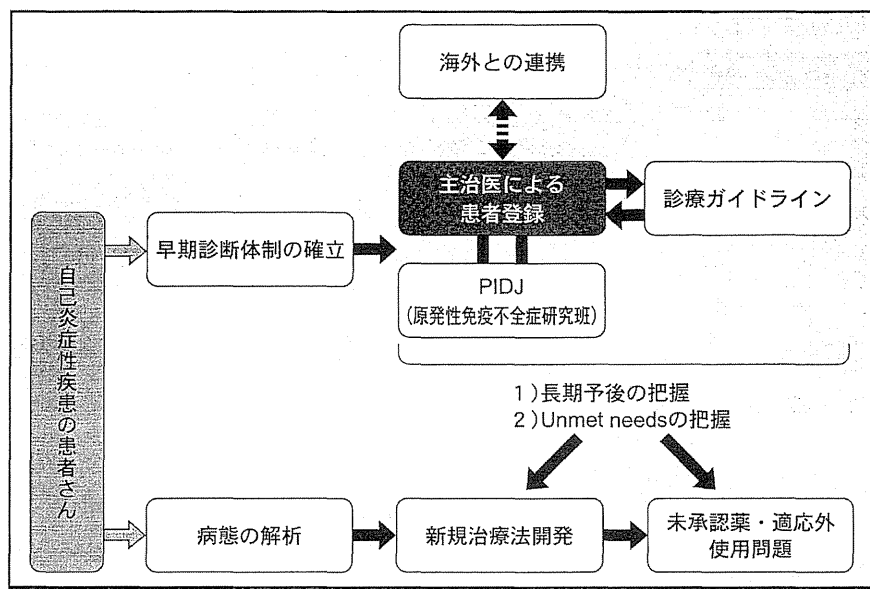 海外との連携
主治医による
患者登録
診療ガイドライン
早期診断体制の確立
PIDJ
(原発性免疫不全症研究班)
自己炎症性疾患の患者さん
1)長期予後の把握
2)Unmet needsの把握
病態の解析
新規治療法開発
未承認薬・適応外
使用問題